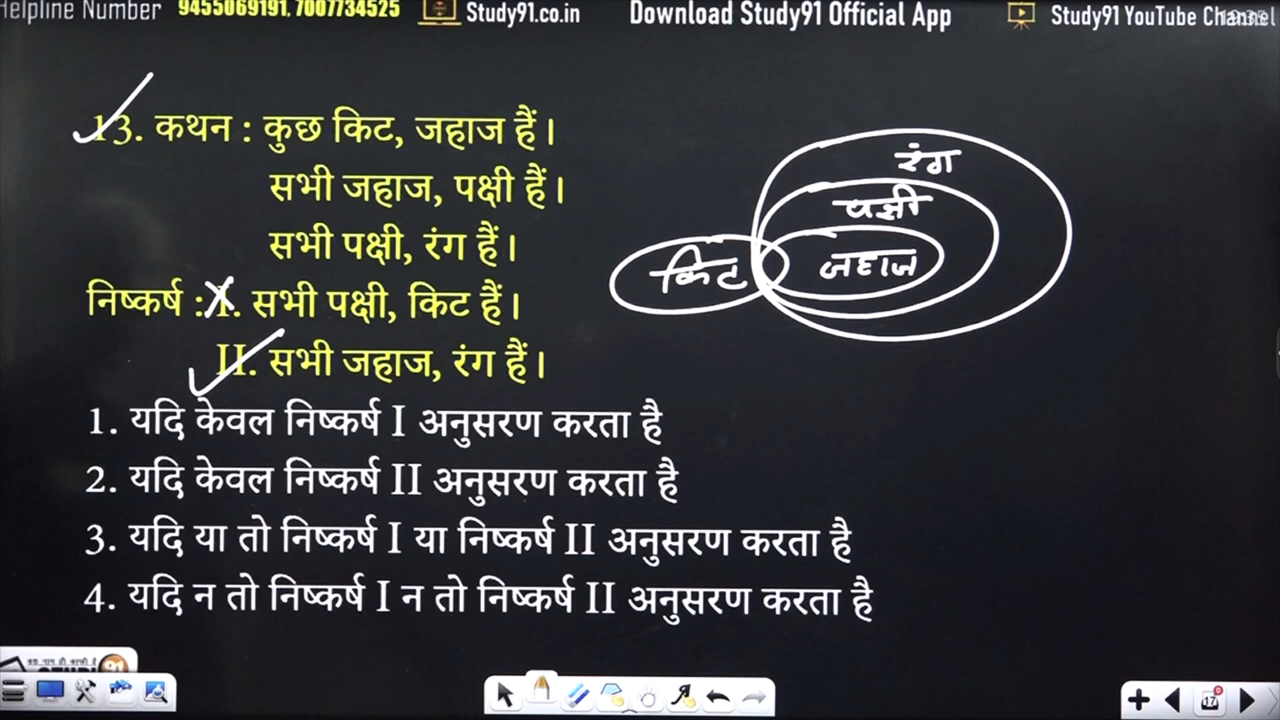 Helpline Number 9455069191, 7007734525 Study91.co.in Download Study91 Official App Study91 YouTube Channel
13. कथन : कुछ किट, जहाज हैं।
सभी जहाज, पक्षी हैं।
सभी पक्षी, रंग हैं।
निष्कर्ष : I. सभी पक्षी, किट हैं।
II. सभी जहाज, रंग हैं।
रंग
पक्षी
किट जहाज
1. यदि केवल निष्कर्ष I अनुसरण करता है
2. यदि केवल निष्कर्ष II अनुसरण करता है
3. यदि या तो निष्कर्ष I या निष्कर्ष II अनुसरण करता है
4. यदि न तो निष्कर्ष I न तो निष्कर्ष II अनुसरण करता है
17